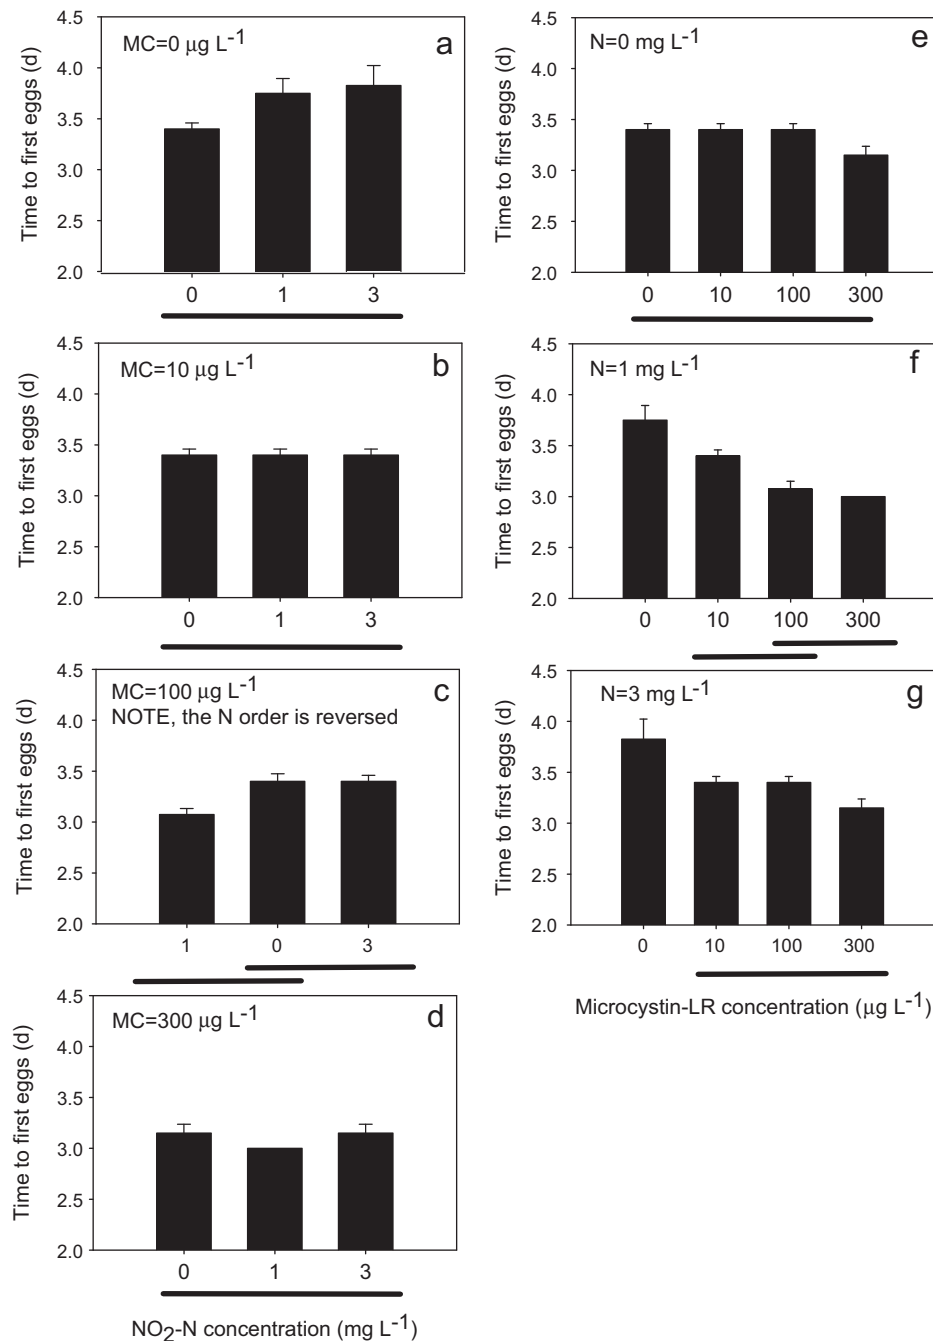 Time to first eggs (d)
4.5
4.0
3.5
3.0
2.5
2.0
MC=0 μg L-1
a
0 1 3
Time to first eggs (d)
4.5
4.0
3.5
3.0
2.5
2.0
MC=10 μg L-1
b
0 1 3
Time to first eggs (d)
4.5
4.0
3.5
3.0
2.5
2.0
MC=100 μg L-1
c
NOTE, the N order is reversed
1 0 3
Time to first eggs (d)
4.5
4.0
3.5
3.0
2.5
2.0
MC=300 μg L-1
d
0 1 3
NO2-N concentration (mg L-1)
Time to first eggs (d)
4.5
4.0
3.5
3.0
2.5
2.0
N=0 mg L-1
e
0 10 100 300
Time to first eggs (d)
4.5
4.0
3.5
3.0
2.5
2.0
N=1 mg L-1
f
0 10 100 300
Time to first eggs (d)
4.5
4.0
3.5
3.0
2.5
2.0
N=3 mg L-1
g
0 10 100 300
Microcystin-LR concentration (μg L-1)